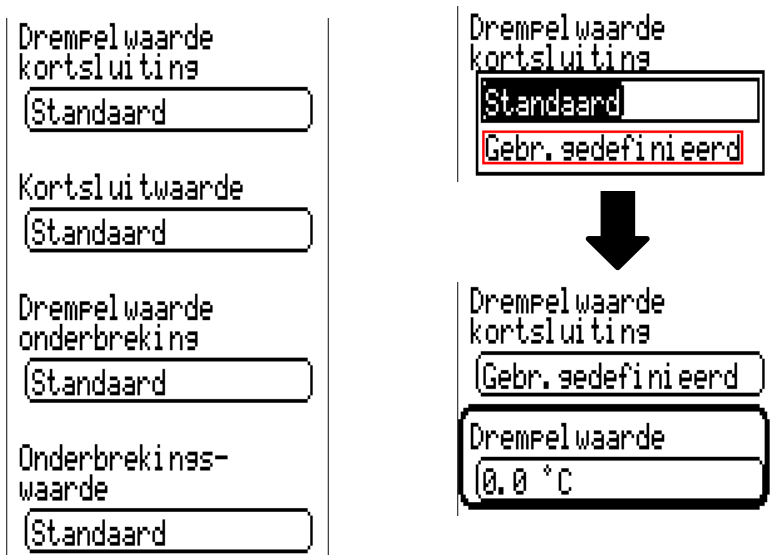 Drempelwaarde
kortsluiting
Standaard
Kortsluitwaarde
Standaard
Drempelwaarde
onderbreking
Standaard
Onderbrekings-
waarde
Standaard
Drempelwaarde
kortsluiting
Standaard
Gebr.gedefinieerd
Drempelwaarde
kortsluiting
Gebr.gedefinieerd
Drempelwaarde
0.0 °C